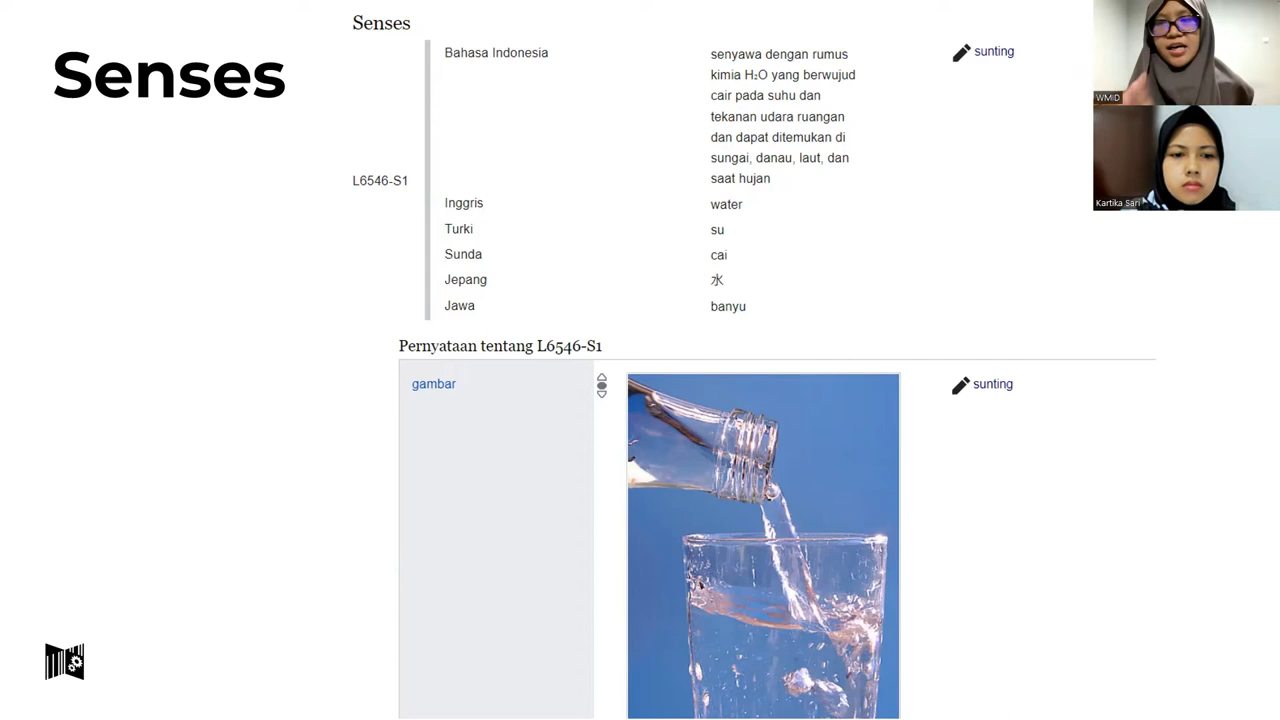 Senses
Senses
Bahasa Indonesia
senyawa dengan rumus
kimia H₂O yang berwujud
cair pada suhu dan
tekanan udara ruangan
dan dapat ditemukan di
sungai, danau, laut, dan
saat hujan
sunting
L6546-S1
Inggris
water
Turki
su
Sunda
cai
Jepang
水
Jawa
banyu
Pernyataan tentang L6546-S1
gambar
sunting
WMID
Kartika Sari